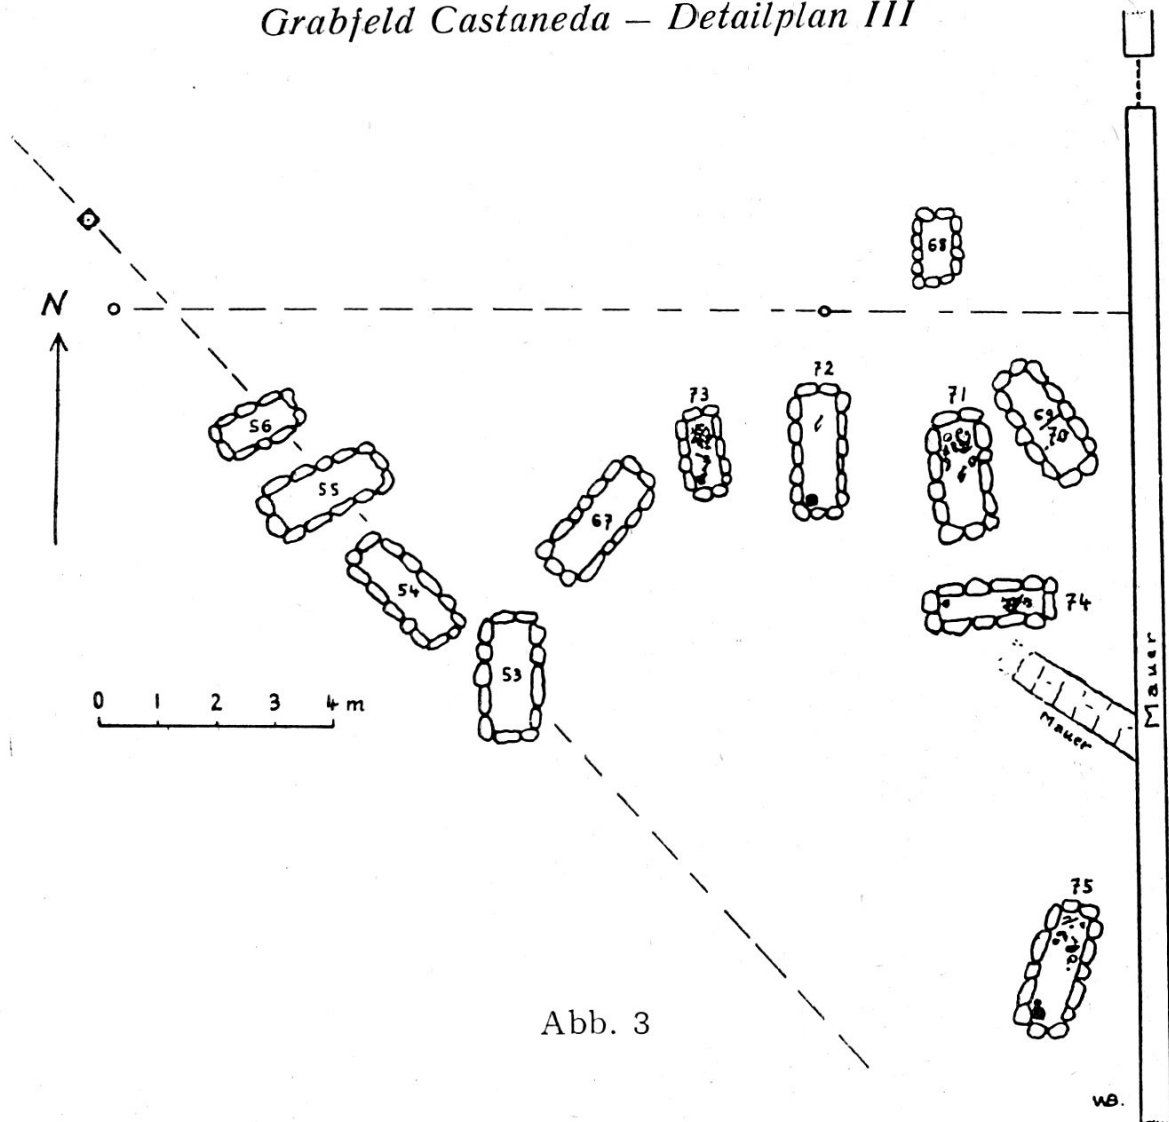 Grabfeld Castaneda – Detailplan III
68
N
72
73
71
56
69/70
55
67
54
74
53
0 1 2 3 4 m
Mauer
Mauer
75
Abb. 3
WB.